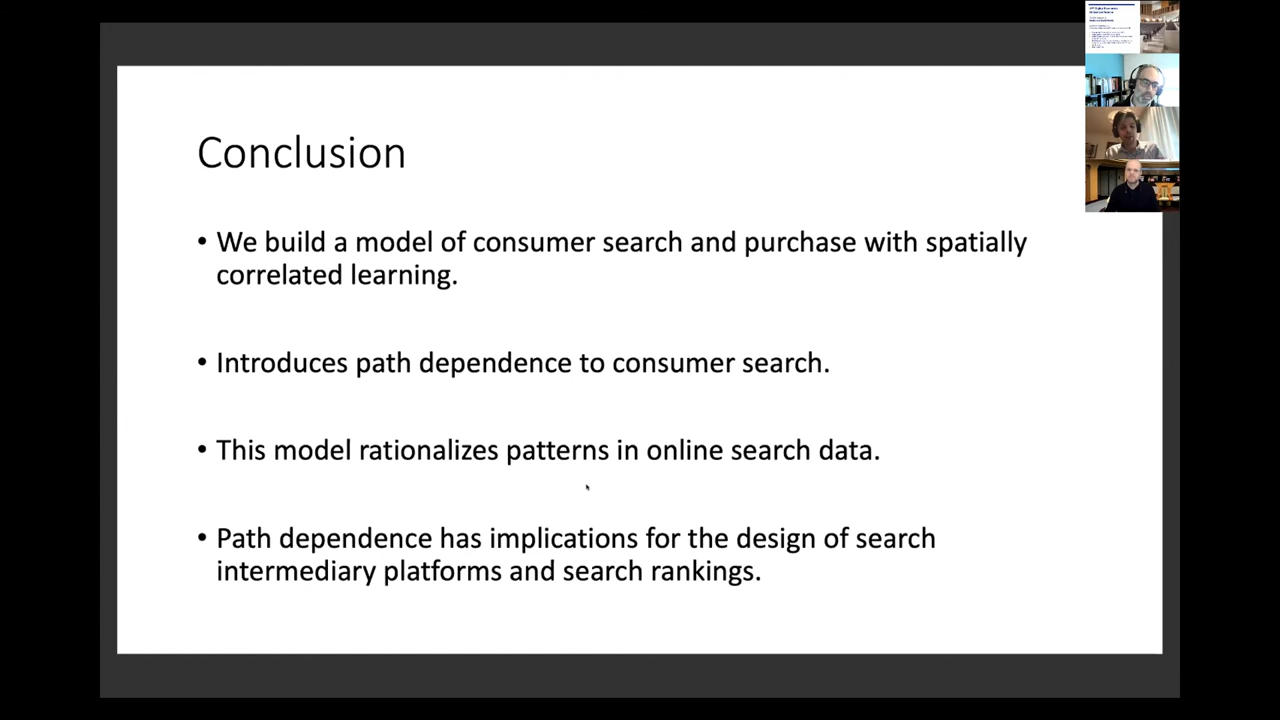 Conclusion
• We build a model of consumer search and purchase with spatially
correlated learning.
• Introduces path dependence to consumer search.
• This model rationalizes patterns in online search data.
• Path dependence has implications for the design of search
intermediary platforms and search rankings.